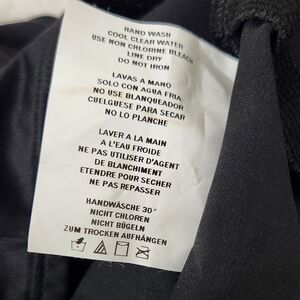 HAND WASH
COOL CLEAR WATER
USE NON CHLORINE BLEACH
LINE DRY
DO NOT IRON
LAVAS A MANO
SOLO CON AGUA FRIA
NO USE BLANQUEADOR
CUELGUESE PARA SECAR
NO LO PLANCHE
LAVER A LA MAIN
A L'EAU FROIDE
NE PAS UTILISER D'AGENT
DE BLANCHIMENT
ETENDRE POUR SECHER
NE PAS REPASSER
HANDWÄSCHE 30°
NICHT CHLOREN
NICHT BÜGELN
ZUM TROCKEN AUFHÄNGEN